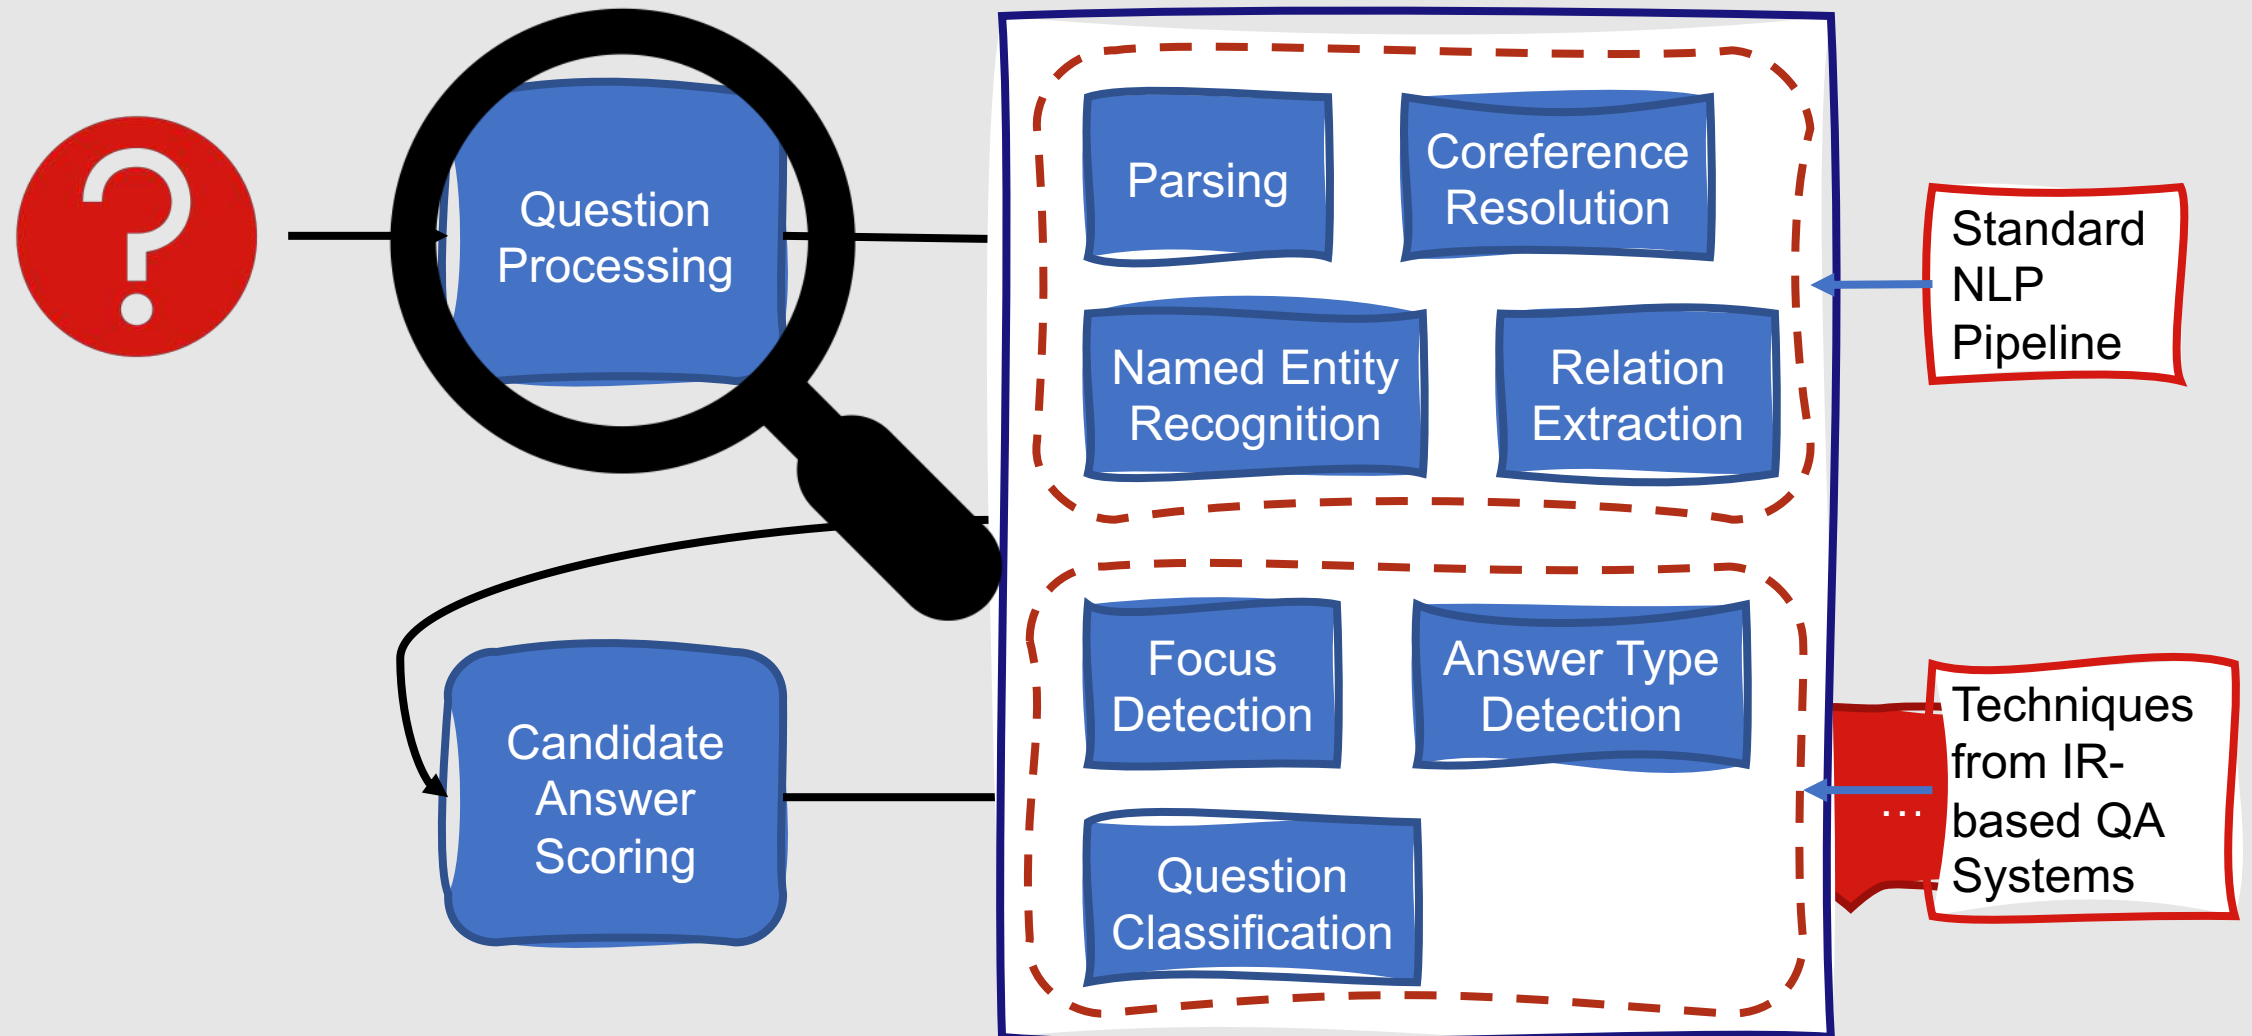 ?
Question
Processing
Parsing
Coreference
Resolution
Named Entity
Recognition
Relation
Extraction
Standard
NLP
Pipeline
Candidate
Answer
Scoring
Focus
Detection
Answer Type
Detection
Question
Classification
...
Techniques
from IR-
based QA
Systems